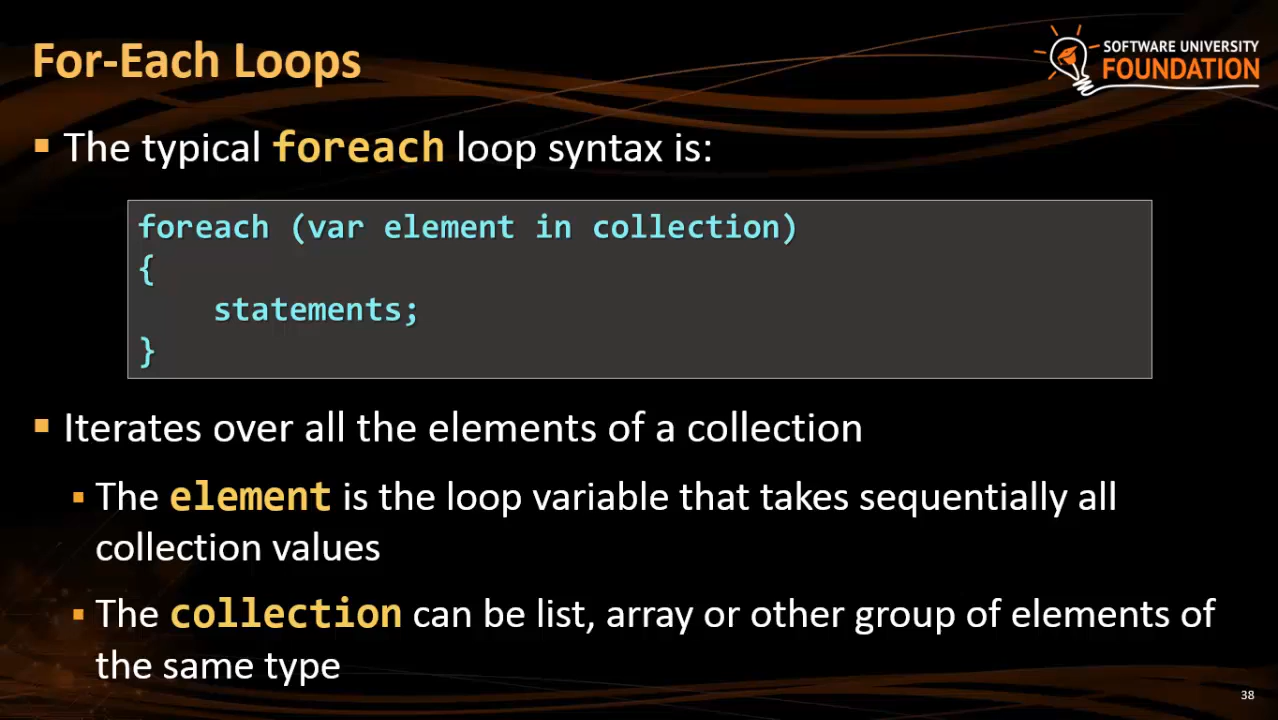 For-Each Loops
SOFTWARE UNIVERSITY
FOUNDATION
▪ The typical foreach loop syntax is:
foreach (var element in collection)
{
    statements;
}
▪ Iterates over all the elements of a collection
▪ The element is the loop variable that takes sequentially all
collection values
▪ The collection can be list, array or other group of elements of
the same type
38